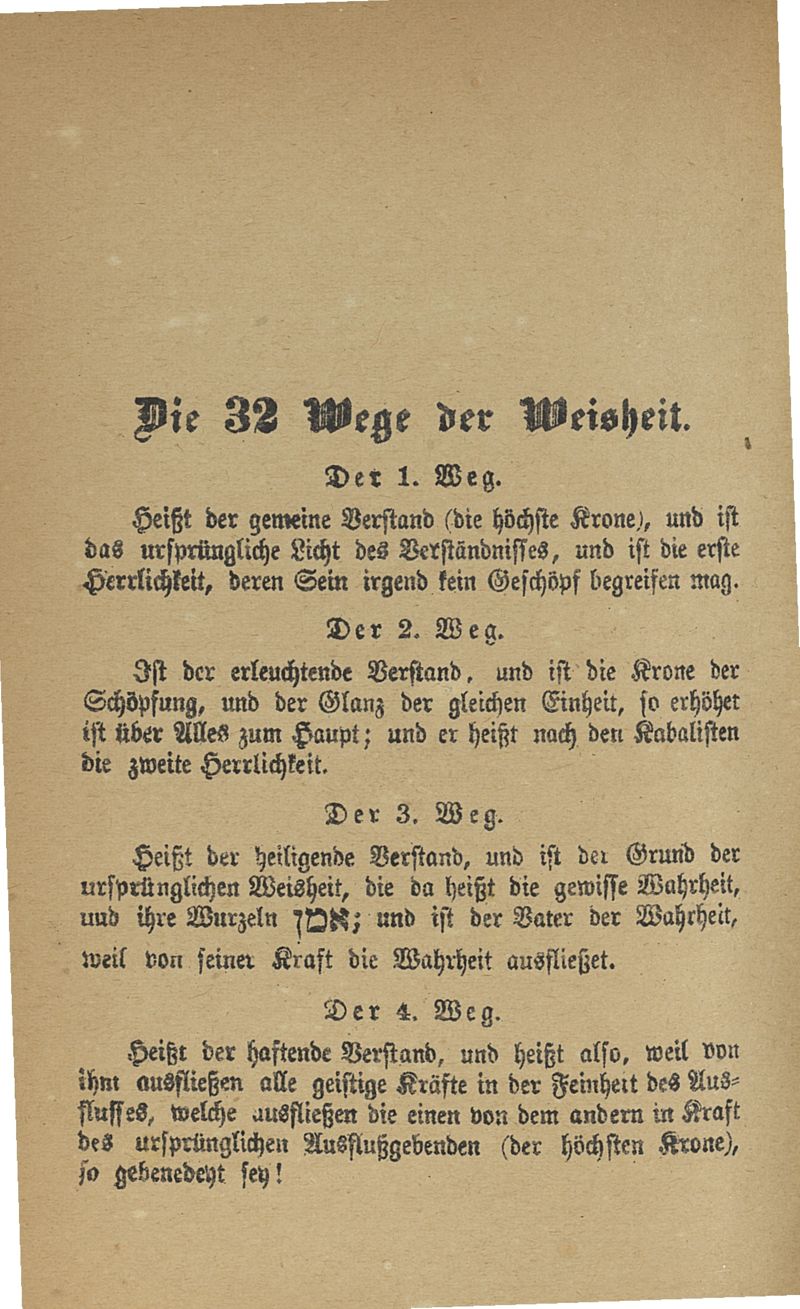 Die 32 Wege der Weisheit.
Der 1. Weg.
Heißt der gemeine Verstand (die höchste Krone), und ist
das ursprüngliche Licht des Verständnisses, und ist die erste
Herrlichkeit, deren Sein irgend kein Geschöpf begreifen mag.
Der 2. Weg.
Ist der erleuchtende Verstand, und ist die Krone der
Schöpfung, und der Glanz der gleichen Einheit, so erhöhet
ist über Alles zum Haupt; und er heißt nach den Kabalisten
die zweite Herrlichkeit.
Der 3. Weg.
Heißt der heiligende Verstand, und ist der Grund der
ursprünglichen Weisheit, die da heißt die gewisse Wahrheit,
und ihre Wurzeln אמן; und ist der Vater der Wahrheit,
weil von seiner Kraft die Wahrheit ausfließet.
Der 4. Weg.
Heißt der haftende Verstand, und heißt also, weil von
ihm ausfließen alle geistige Kräfte in der Feinheit des Aus-
flusses, welche ausfließen die einen von dem andern in Kraft
des ursprünglichen Ausflußgebenden (der höchsten Krone),
so gebenedeyt sey!